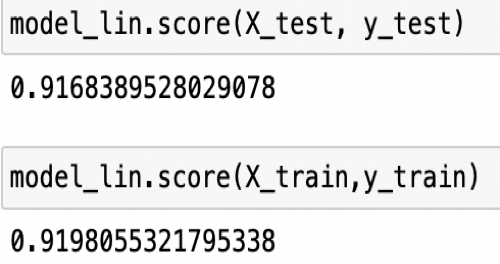 model_lin.score(X_test, y_test)
0.9168389528029078
model_lin.score(X_train,y_train)
0.9198055321795338